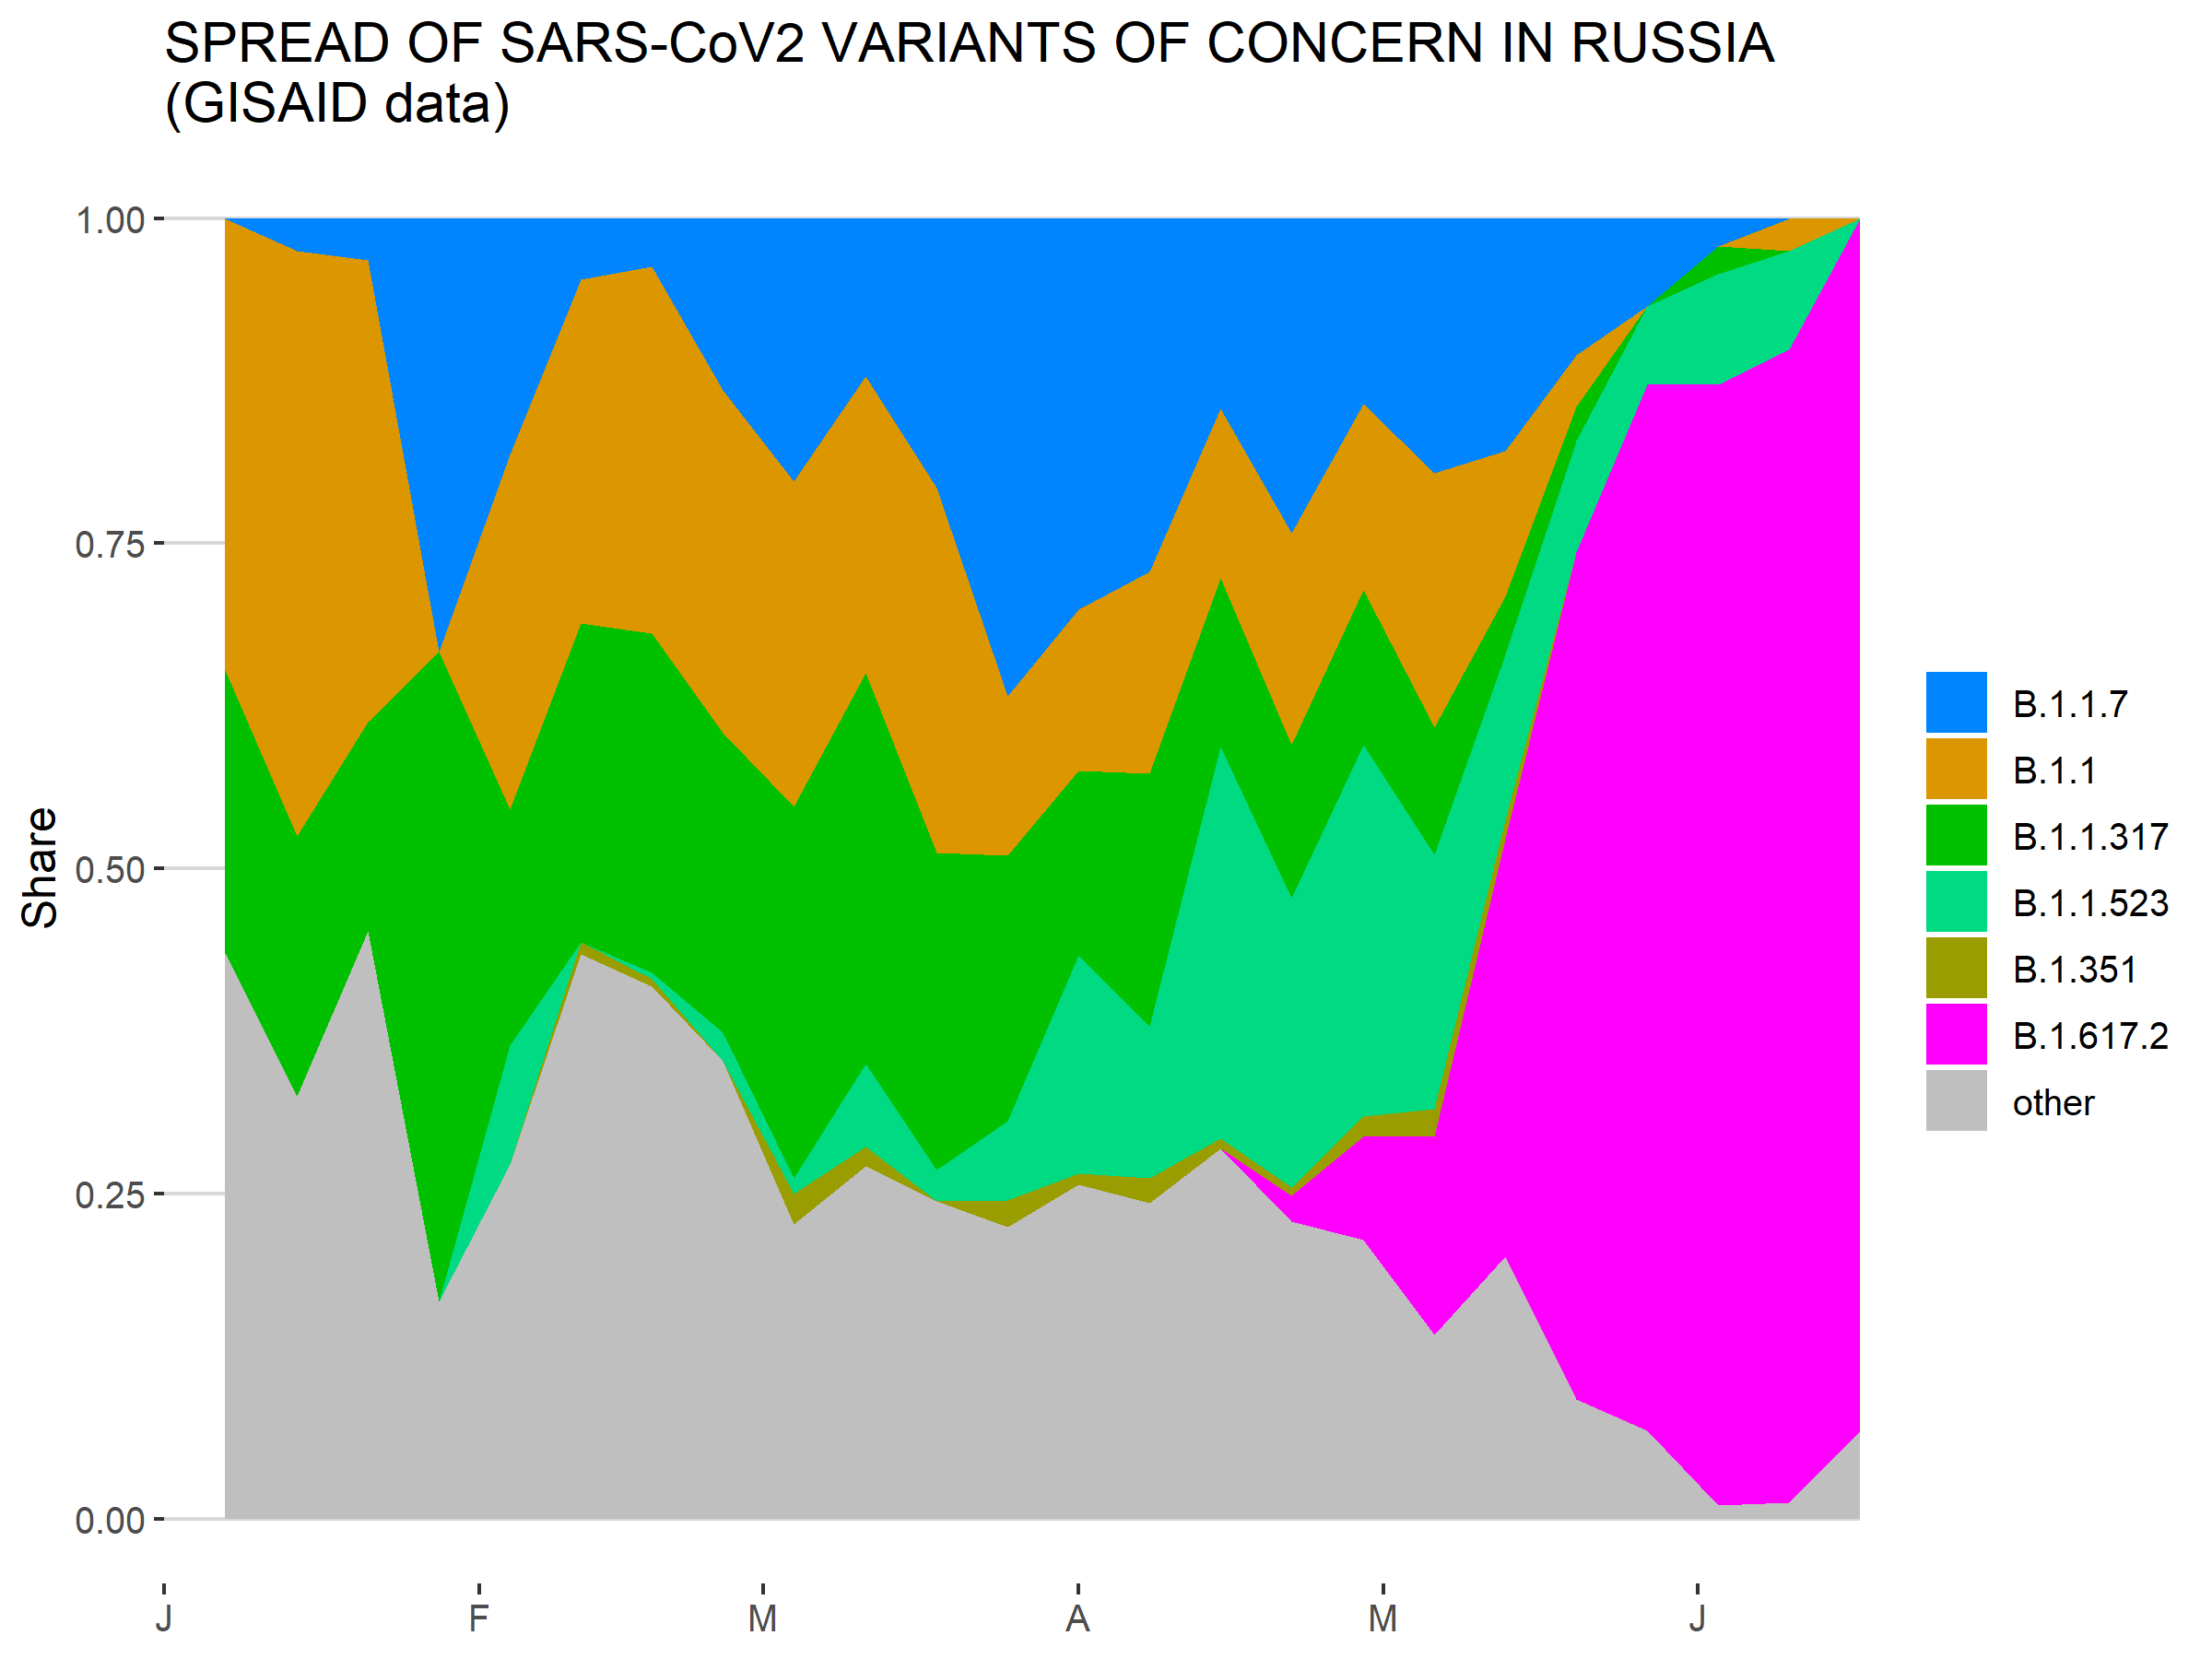 SPREAD OF SARS-CoV2 VARIANTS OF CONCERN IN RUSSIA
(GISAID data)
1.00
0.75
0.50
0.25
0.00
Share
J F M A M J
B.1.1.7
B.1.1
B.1.1.317
B.1.1.523
B.1.351
B.1.617.2
other